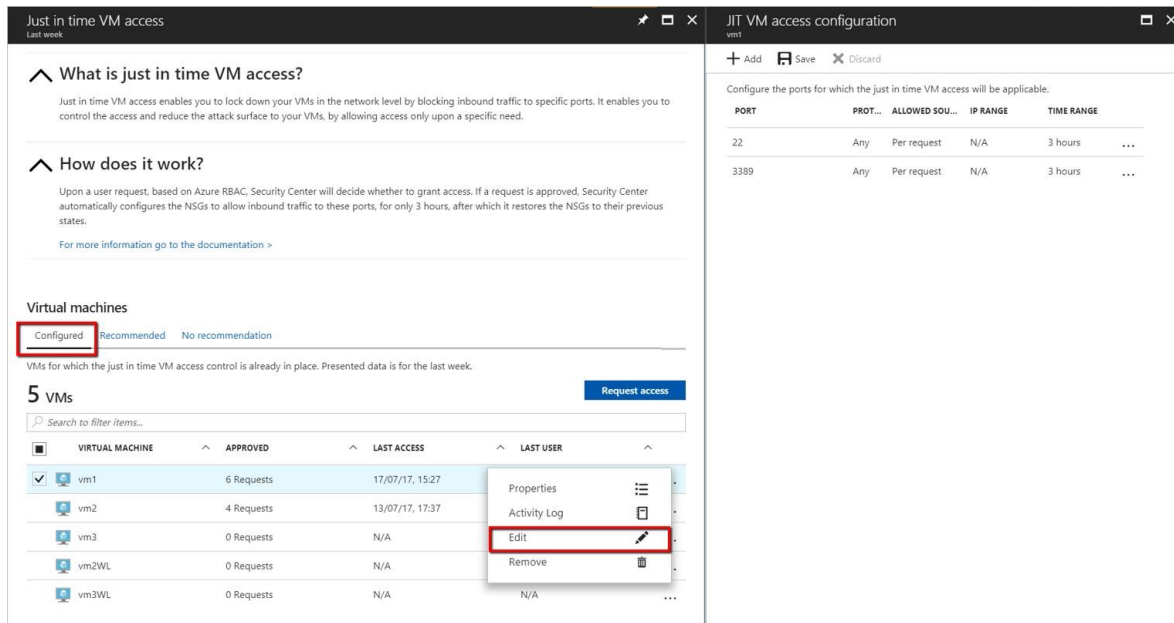 Just in time VM access
Last week
What is just in time VM access?
Just in time VM access enables you to lock down your VMs in the network level by blocking inbound traffic to specific ports. It enables you to
control the access and reduce the attack surface to your VMs, by allowing access only upon a specific need.
How does it work?
Upon a user request, based on Azure RBAC, Security Center will decide whether to grant access. If a request is approved, Security Center
automatically configures the NSGs to allow inbound traffic to these ports, for only 3 hours, after which it restores the NSGs to their previous
states.
For more information go to the documentation >
Virtual machines
Configured Recommended No recommendation
VMs for which the just in time VM access control is already in place. Presented data is for the last week.
5 VMs
Request access
Search to filter items...
VIRTUAL MACHINE APPROVED LAST ACCESS LAST USER
vm1 6 Requests 17/07/17, 15:27
vm2 4 Requests 13/07/17, 17:37
vm3 0 Requests N/A
vm2WL 0 Requests N/A
vm3WL 0 Requests N/A N/A ...
Properties
Activity Log
Edit
Remove
JIT VM access configuration
vm1
Add Save Discard
Configure the ports for which the just in time VM access will be applicable.
PORT PROT... ALLOWED SOU... IP RANGE TIME RANGE
22 Any Per request N/A 3 hours ...
3389 Any Per request N/A 3 hours ...